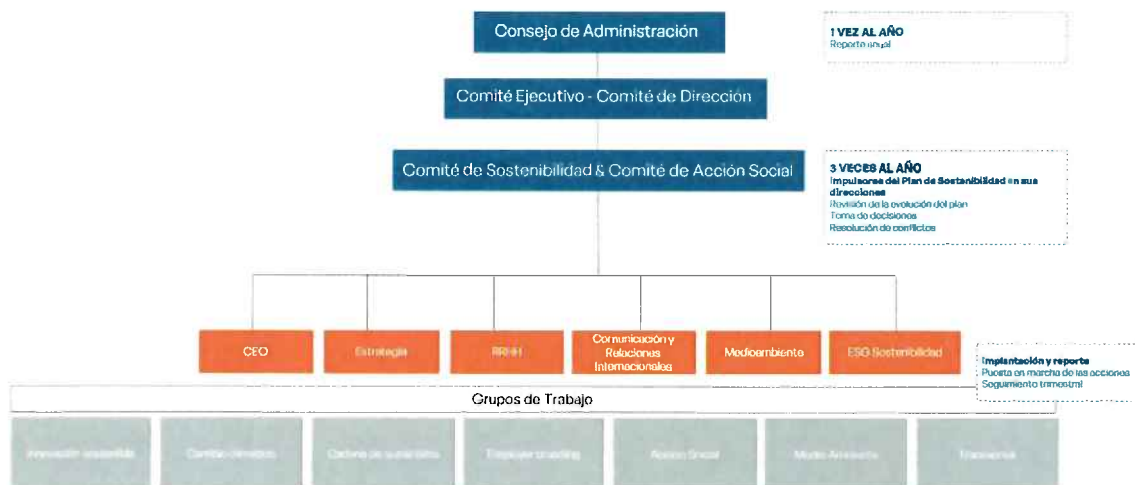 Consejo de Administración
1 VEZ AL AÑO
Reporte anual
Comité Ejecutivo - Comité de Dirección
Comité de Sostenibilidad & Comité de Acción Social
3 VECES AL AÑO
Impulsores del Plan de Sostenibilidad en sus
direcciones
Revisión de la evolución del plan
Toma de decisiones
Resolución de conflictos
CEO
Estrategia
RRHH
Comunicación y
Relaciones
Internacionales
Medioambiente
ESG Sostenibilidad
Implantación y reporte
Puesta en marcha de las acciones
Seguimiento trimestral
Grupos de Trabajo
Innovación sostenible
Cambio climático
Cadena de suministro
Employer branding
Acción Social
Medio Ambiente